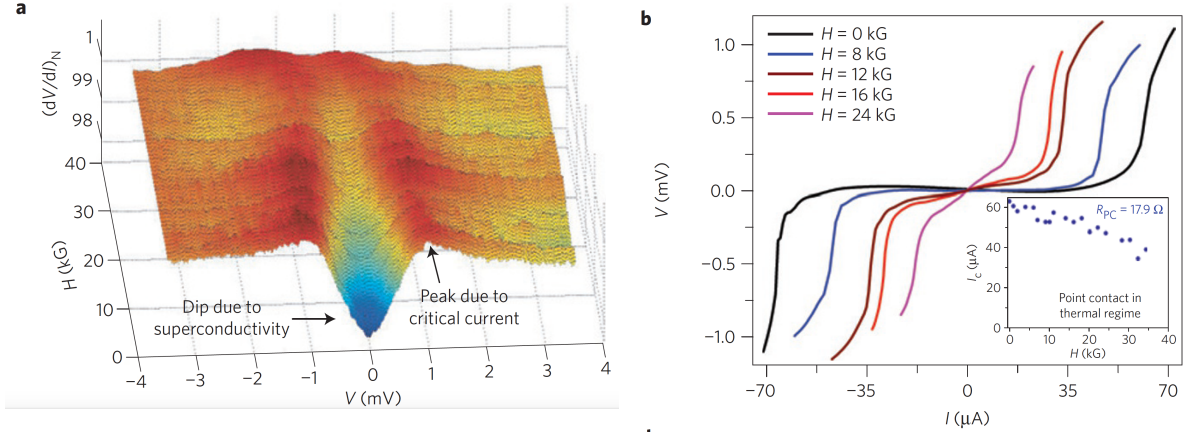 a
(dV/dI)N
1
99
98
40
30
20
10
0
H (kG)
Dip due to
superconductivity
Peak due to
critical current
−4
−3
−2
−1
0
1
2
3
4
V (mV)
b
H = 0 kG
H = 8 kG
H = 12 kG
H = 16 kG
H = 24 kG
1.0
0.5
0.0
−0.5
−1.0
V (mV)
−70
−35
0
35
70
I (μA)
RPC = 17.9 Ω
60
40
20
0
Ic (μA)
Point contact in
thermal regime
0
10
20
30
40
H (kG)